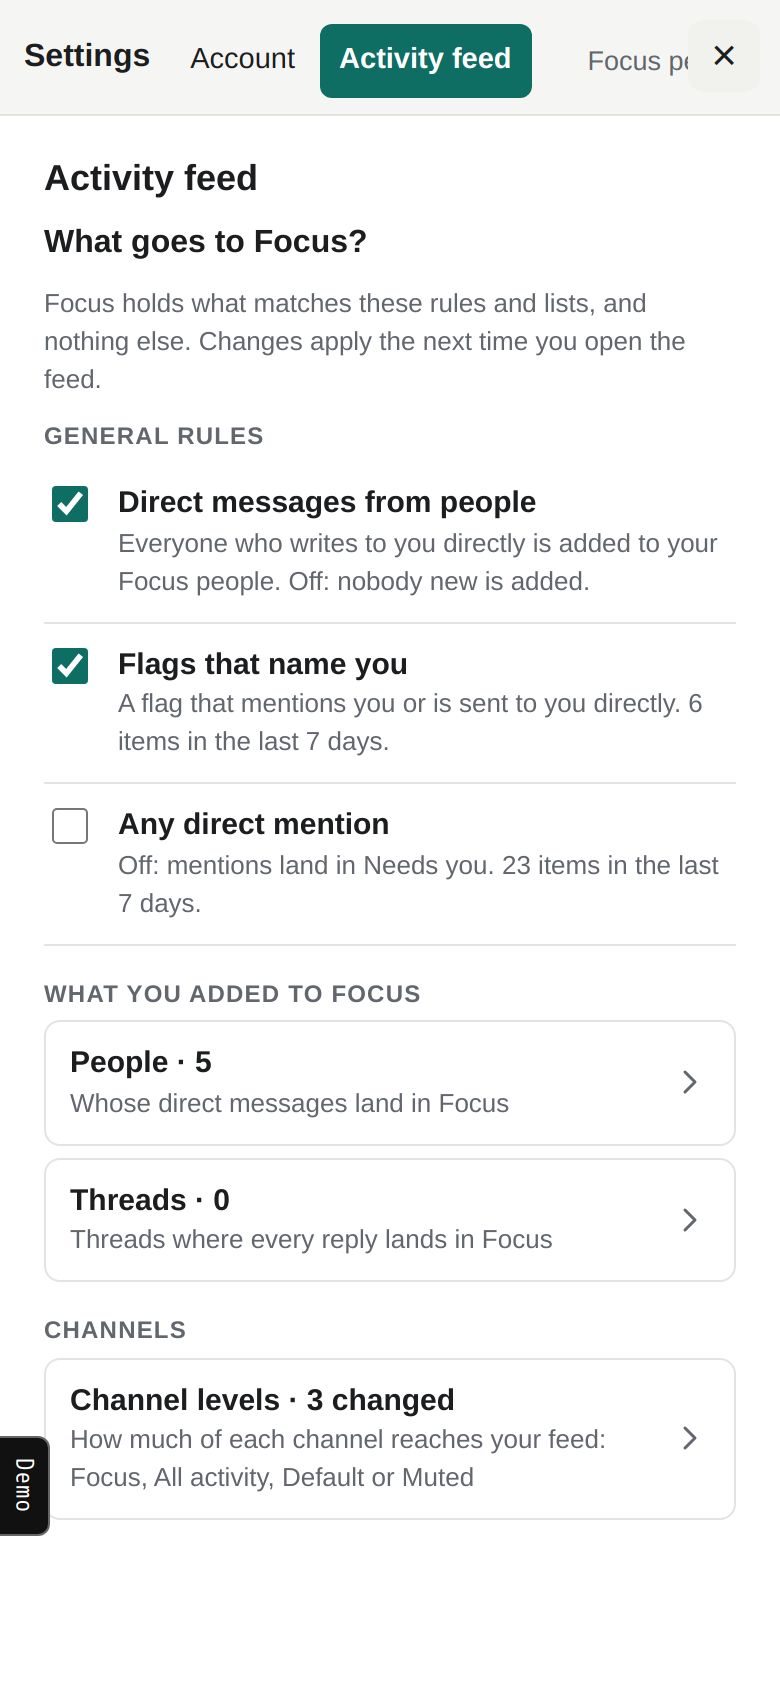 Settings Account Activity feed Focus
Activity feed
What goes to Focus?
Focus holds what matches these rules and lists, and
nothing else. Changes apply the next time you open the
feed.
GENERAL RULES
Direct messages from people
Everyone who writes to you directly is added to your
Focus people. Off: nobody new is added.
Flags that name you
A flag that mentions you or is sent to you directly. 6
items in the last 7 days.
Any direct mention
Off: mentions land in Needs you. 23 items in the last
7 days.
WHAT YOU ADDED TO FOCUS
People · 5
Whose direct messages land in Focus
Threads · 0
Threads where every reply lands in Focus
CHANNELS
Channel levels · 3 changed
How much of each channel reaches your feed:
Focus, All activity, Default or Muted
Demo